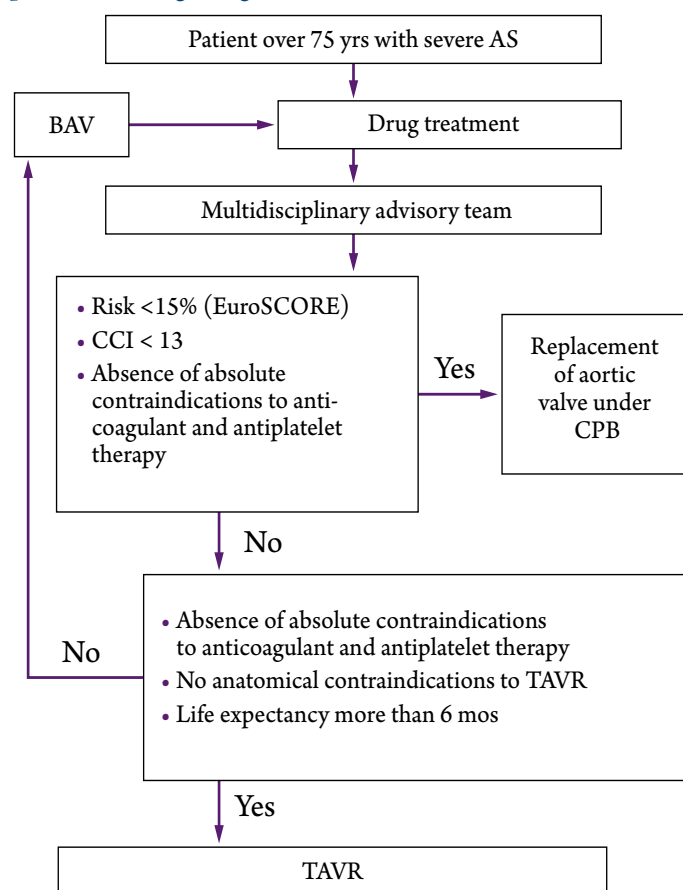 Patient over 75 yrs with severe AS
BAV
Drug treatment
Multidisciplinary advisory team
• Risk <15% (EuroSCORE)
• CCI < 13
• Absence of absolute
contraindications to anti-
coagulant and antiplatelet
therapy
Yes
Replacement
of aortic
valve under
CPB
No
• Absence of absolute contraindications
to anticoagulant and antiplatelet therapy
• No anatomical contraindications to TAVR
• Life expectancy more than 6 mos
No
Yes
TAVR